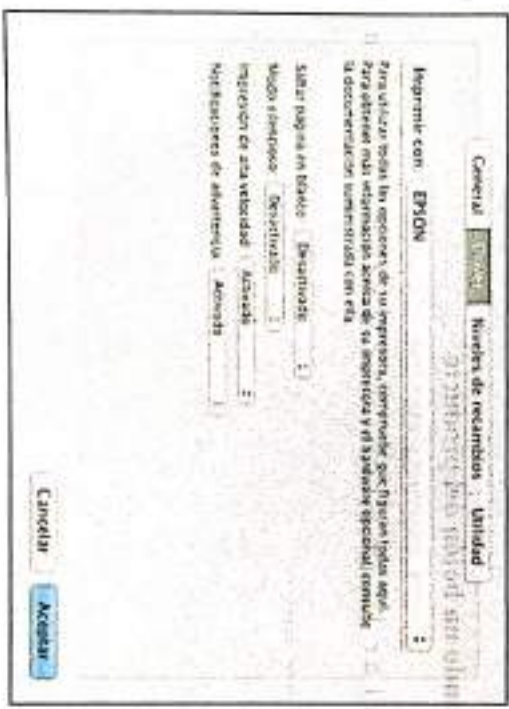 General Driver Niveles de recambios Utilidad
Imprimir con: EPSON
Para utilizar todas las opciones de su impresora, compruebe que figuran todas aquí.
Para obtener más información acerca de su impresora y el hardware opcional, consulte
la documentación suministrada con esta.
Saltar página en blanco: Desactivado
Modo silencioso: Desactivado
Impresión de alta velocidad: Activado
Notificaciones de advertencia: Activado
Cancelar Aceptar